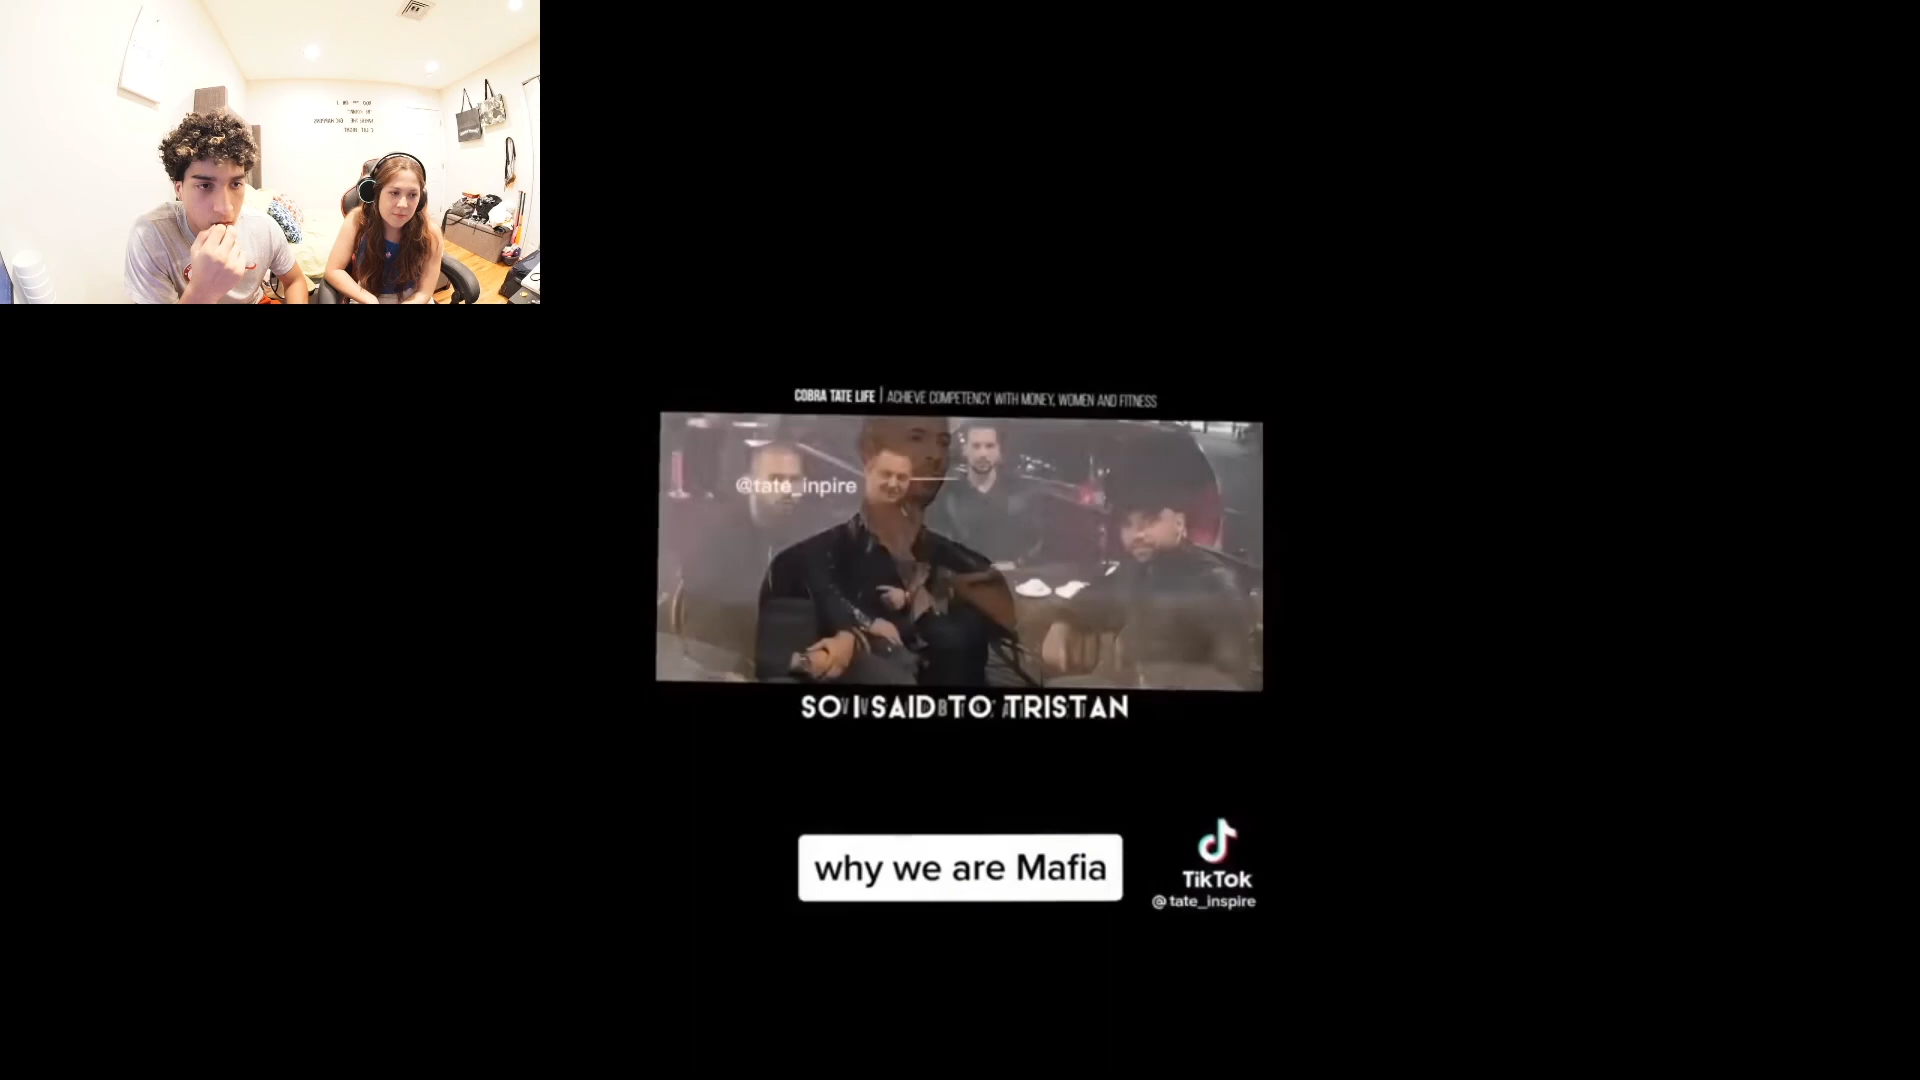 COBRA TATE LIFE | ACHIEVE COMPETENCY WITH MONEY, WOMEN AND FITNESS
@tate_inpire
SO I SAID TO TRISTAN
why we are Mafia
TikTok
@tate_inspire